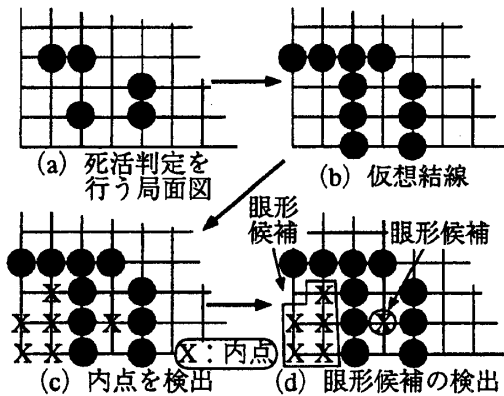 (a) 死活判定を
行う局面図
(b) 仮想結線
眼形
候補
眼形候補
X
X X X
X X
X：内点
X
X X X
X X
(c) 内点を検出
(d) 眼形候補の検出